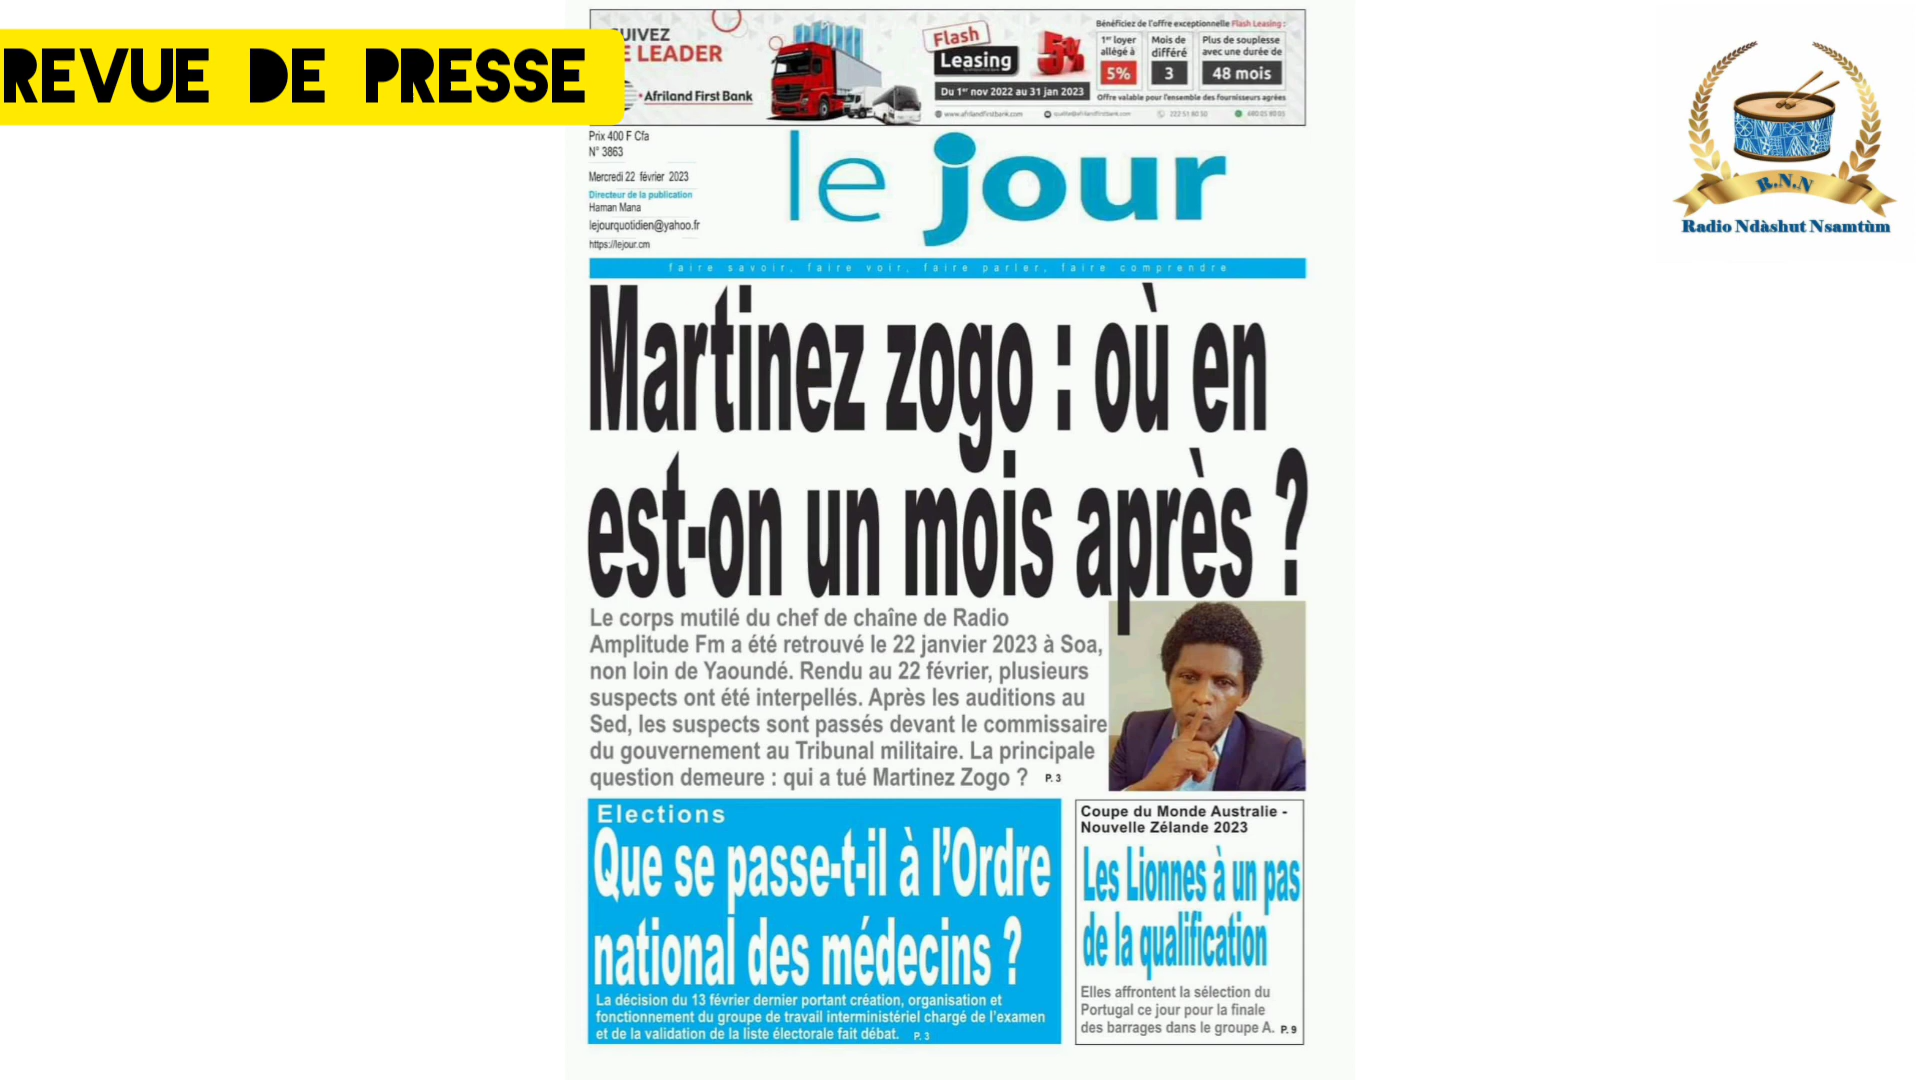 REVUE DE PRESSE
UIVEZ
E LEADER
Afriland First Bank
Flash
Leasing
5%
Du 1er nov 2022 au 31 jan 2023
Bénéficiez de l'offre exceptionnelle Flash Leasing :
1er loyer
allégé à
5%
Mois de
différé
3
Plus de souplesse
avec une durée de
48 mois
Offre valable pour l'ensemble des fournisseurs agréés
www.afrilandfirstbank.com
Prix 400 F Cfa
N° 3863
Mercredi 22 février 2023
Directeur de la publication
Haman Mana
lejourquotidien@yahoo.fr
https://lejour.cm
le jour
faire savoir, faire voir, faire parler, faire comprendre
Martinez zogo : où en
est-on un mois après ?
Le corps mutilé du chef de chaîne de Radio
Amplitude Fm a été retrouvé le 22 janvier 2023 à Soa,
non loin de Yaoundé. Rendu au 22 février, plusieurs
suspects ont été interpellés. Après les auditions au
Sed, les suspects sont passés devant le commissaire
du gouvernement au Tribunal militaire. La principale
question demeure : qui a tué Martinez Zogo ? P. 3
Elections
Que se passe-t-il à l'Ordre
national des médecins ?
La décision du 13 février dernier portant création, organisation et
fonctionnement du groupe de travail interministériel chargé de l'examen
et de la validation de la liste électorale fait débat. P. 3
Coupe du Monde Australie -
Nouvelle Zélande 2023
Les Lionnes à un pas
de la qualification
Elles affrontent la sélection du
Portugal ce jour pour la finale
des barrages dans le groupe A. P. 9
R.N.N
Radio Ndàshut Nsamtùm